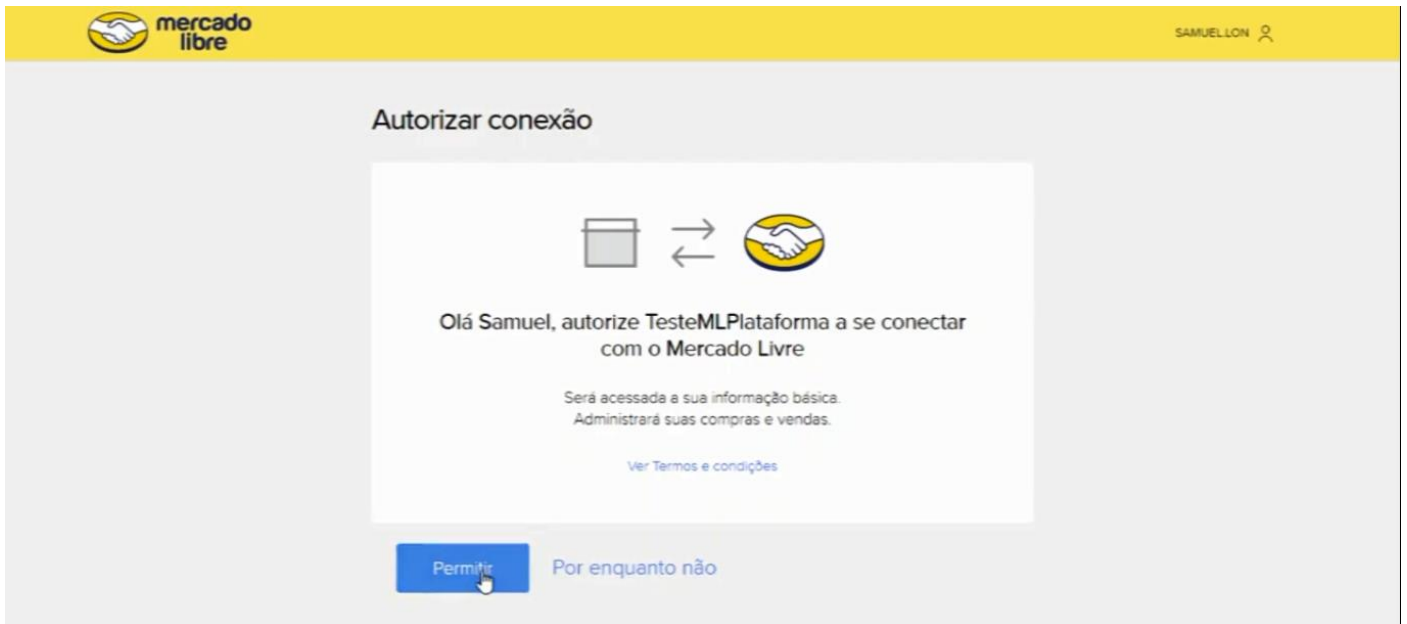 mercado
libre
SAMUEL.LON
Autorizar conexão
Olá Samuel, autorize TesteMLPlataforma a se conectar
com o Mercado Livre
Será acessada a sua informação básica.
Administrará suas compras e vendas.
Ver Termos e condições
Permitir
Por enquanto não